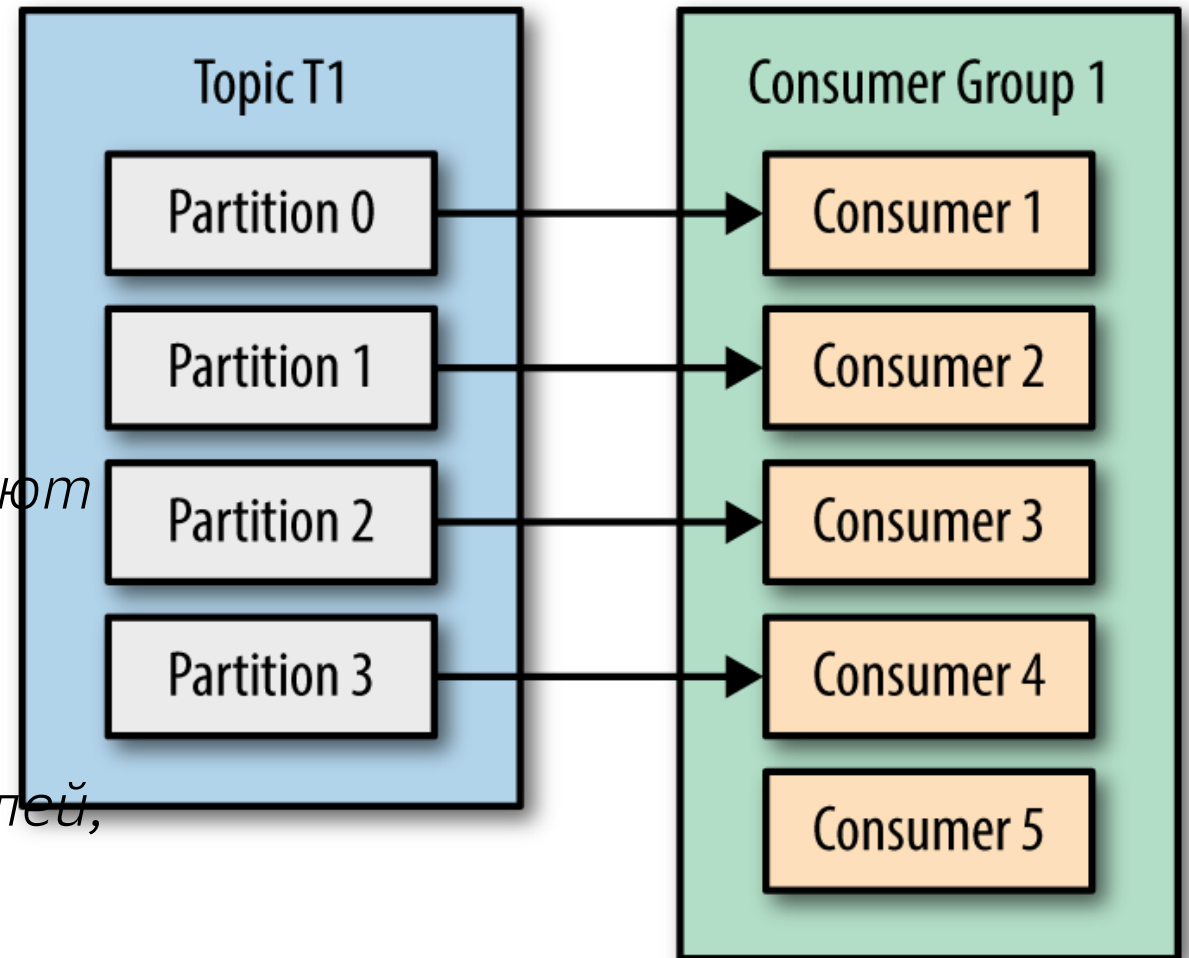 Topic T1
Partition 0
Partition 1
Partition 2
Partition 3
Consumer Group 1
Consumer 1
Consumer 2
Consumer 3
Consumer 4
Consumer 5